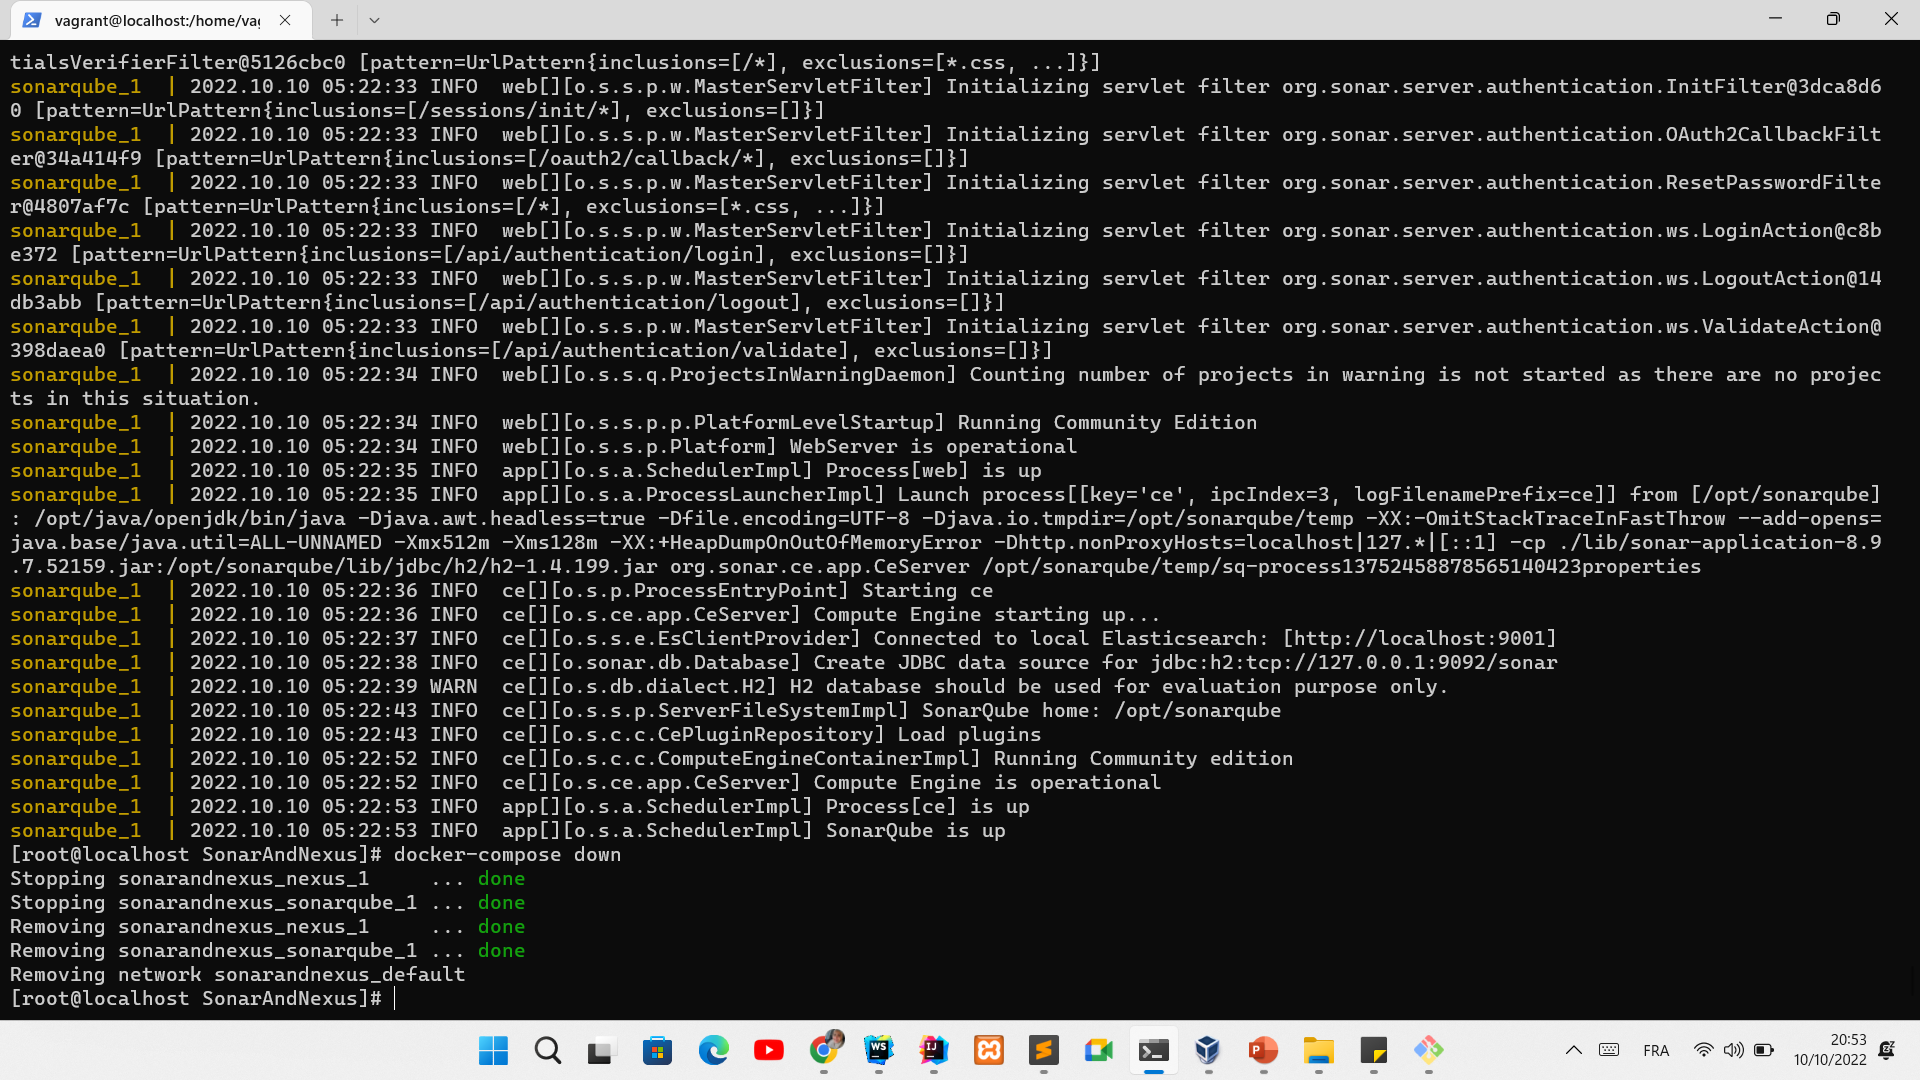 vagrant@localhost:/home/vag
tialsVerifierFilter@5126cbc0 [pattern=UrlPattern{inclusions=[/*], exclusions=[*.css, ...]}]
sonarqube_1  | 2022.10.10 05:22:33 INFO  web[][o.s.s.p.w.MasterServletFilter] Initializing servlet filter org.sonar.server.authentication.InitFilter@3dca8d6
0 [pattern=UrlPattern{inclusions=[/sessions/init/*], exclusions=[]}]
sonarqube_1  | 2022.10.10 05:22:33 INFO  web[][o.s.s.p.w.MasterServletFilter] Initializing servlet filter org.sonar.server.authentication.OAuth2CallbackFilt
er@34a414f9 [pattern=UrlPattern{inclusions=[/oauth2/callback/*], exclusions=[]}]
sonarqube_1  | 2022.10.10 05:22:33 INFO  web[][o.s.s.p.w.MasterServletFilter] Initializing servlet filter org.sonar.server.authentication.ResetPasswordFilte
r@4807af7c [pattern=UrlPattern{inclusions=[/*], exclusions=[*.css, ...]}]
sonarqube_1  | 2022.10.10 05:22:33 INFO  web[][o.s.s.p.w.MasterServletFilter] Initializing servlet filter org.sonar.server.authentication.ws.LoginAction@c8b
e372 [pattern=UrlPattern{inclusions=[/api/authentication/login], exclusions=[]}]
sonarqube_1  | 2022.10.10 05:22:33 INFO  web[][o.s.s.p.w.MasterServletFilter] Initializing servlet filter org.sonar.server.authentication.ws.LogoutAction@14
db3abb [pattern=UrlPattern{inclusions=[/api/authentication/logout], exclusions=[]}]
sonarqube_1  | 2022.10.10 05:22:33 INFO  web[][o.s.s.p.w.MasterServletFilter] Initializing servlet filter org.sonar.server.authentication.ws.ValidateAction@
398daea0 [pattern=UrlPattern{inclusions=[/api/authentication/validate], exclusions=[]}]
sonarqube_1  | 2022.10.10 05:22:34 INFO  web[][o.s.s.q.ProjectsInWarningDaemon] Counting number of projects in warning is not started as there are no projec
ts in this situation.
sonarqube_1  | 2022.10.10 05:22:34 INFO  web[][o.s.s.p.p.PlatformLevelStartup] Running Community Edition
sonarqube_1  | 2022.10.10 05:22:34 INFO  web[][o.s.s.p.Platform] WebServer is operational
sonarqube_1  | 2022.10.10 05:22:35 INFO  app[][o.s.a.SchedulerImpl] Process[web] is up
sonarqube_1  | 2022.10.10 05:22:35 INFO  app[][o.s.a.ProcessLauncherImpl] Launch process[[key='ce', ipcIndex=3, logFilenamePrefix=ce]] from [/opt/sonarqube]
: /opt/java/openjdk/bin/java -Djava.awt.headless=true -Dfile.encoding=UTF-8 -Djava.io.tmpdir=/opt/sonarqube/temp -XX:-OmitStackTraceInFastThrow --add-opens=
java.base/java.util=ALL-UNNAMED -Xmx512m -Xms128m -XX:+HeapDumpOnOutOfMemoryError -Dhttp.nonProxyHosts=localhost|127.*|[::1] -cp ./lib/sonar-application-8.9
.7.52159.jar:/opt/sonarqube/lib/jdbc/h2/h2-1.4.199.jar org.sonar.ce.app.CeServer /opt/sonarqube/temp/sq-process13752458878565140423properties
sonarqube_1  | 2022.10.10 05:22:36 INFO  ce[][o.s.p.ProcessEntryPoint] Starting ce
sonarqube_1  | 2022.10.10 05:22:36 INFO  ce[][o.s.ce.app.CeServer] Compute Engine starting up...
sonarqube_1  | 2022.10.10 05:22:37 INFO  ce[][o.s.s.e.EsClientProvider] Connected to local Elasticsearch: [http://localhost:9001]
sonarqube_1  | 2022.10.10 05:22:38 INFO  ce[][o.sonar.db.Database] Create JDBC data source for jdbc:h2:tcp://127.0.0.1:9092/sonar
sonarqube_1  | 2022.10.10 05:22:39 WARN  ce[][o.s.db.dialect.H2] H2 database should be used for evaluation purpose only.
sonarqube_1  | 2022.10.10 05:22:43 INFO  ce[][o.s.s.p.ServerFileSystemImpl] SonarQube home: /opt/sonarqube
sonarqube_1  | 2022.10.10 05:22:43 INFO  ce[][o.s.c.c.CePluginRepository] Load plugins
sonarqube_1  | 2022.10.10 05:22:52 INFO  ce[][o.s.c.c.ComputeEngineContainerImpl] Running Community edition
sonarqube_1  | 2022.10.10 05:22:52 INFO  ce[][o.s.ce.app.CeServer] Compute Engine is operational
sonarqube_1  | 2022.10.10 05:22:53 INFO  app[][o.s.a.SchedulerImpl] Process[ce] is up
sonarqube_1  | 2022.10.10 05:22:53 INFO  app[][o.s.a.SchedulerImpl] SonarQube is up
[root@localhost SonarAndNexus]# docker-compose down
Stopping sonarandnexus_nexus_1     ... done
Stopping sonarandnexus_sonarqube_1 ... done
Removing sonarandnexus_nexus_1     ... done
Removing sonarandnexus_sonarqube_1 ... done
Removing network sonarandnexus_default
[root@localhost SonarAndNexus]#
WS
IJ
FRA
20:53
10/10/2022